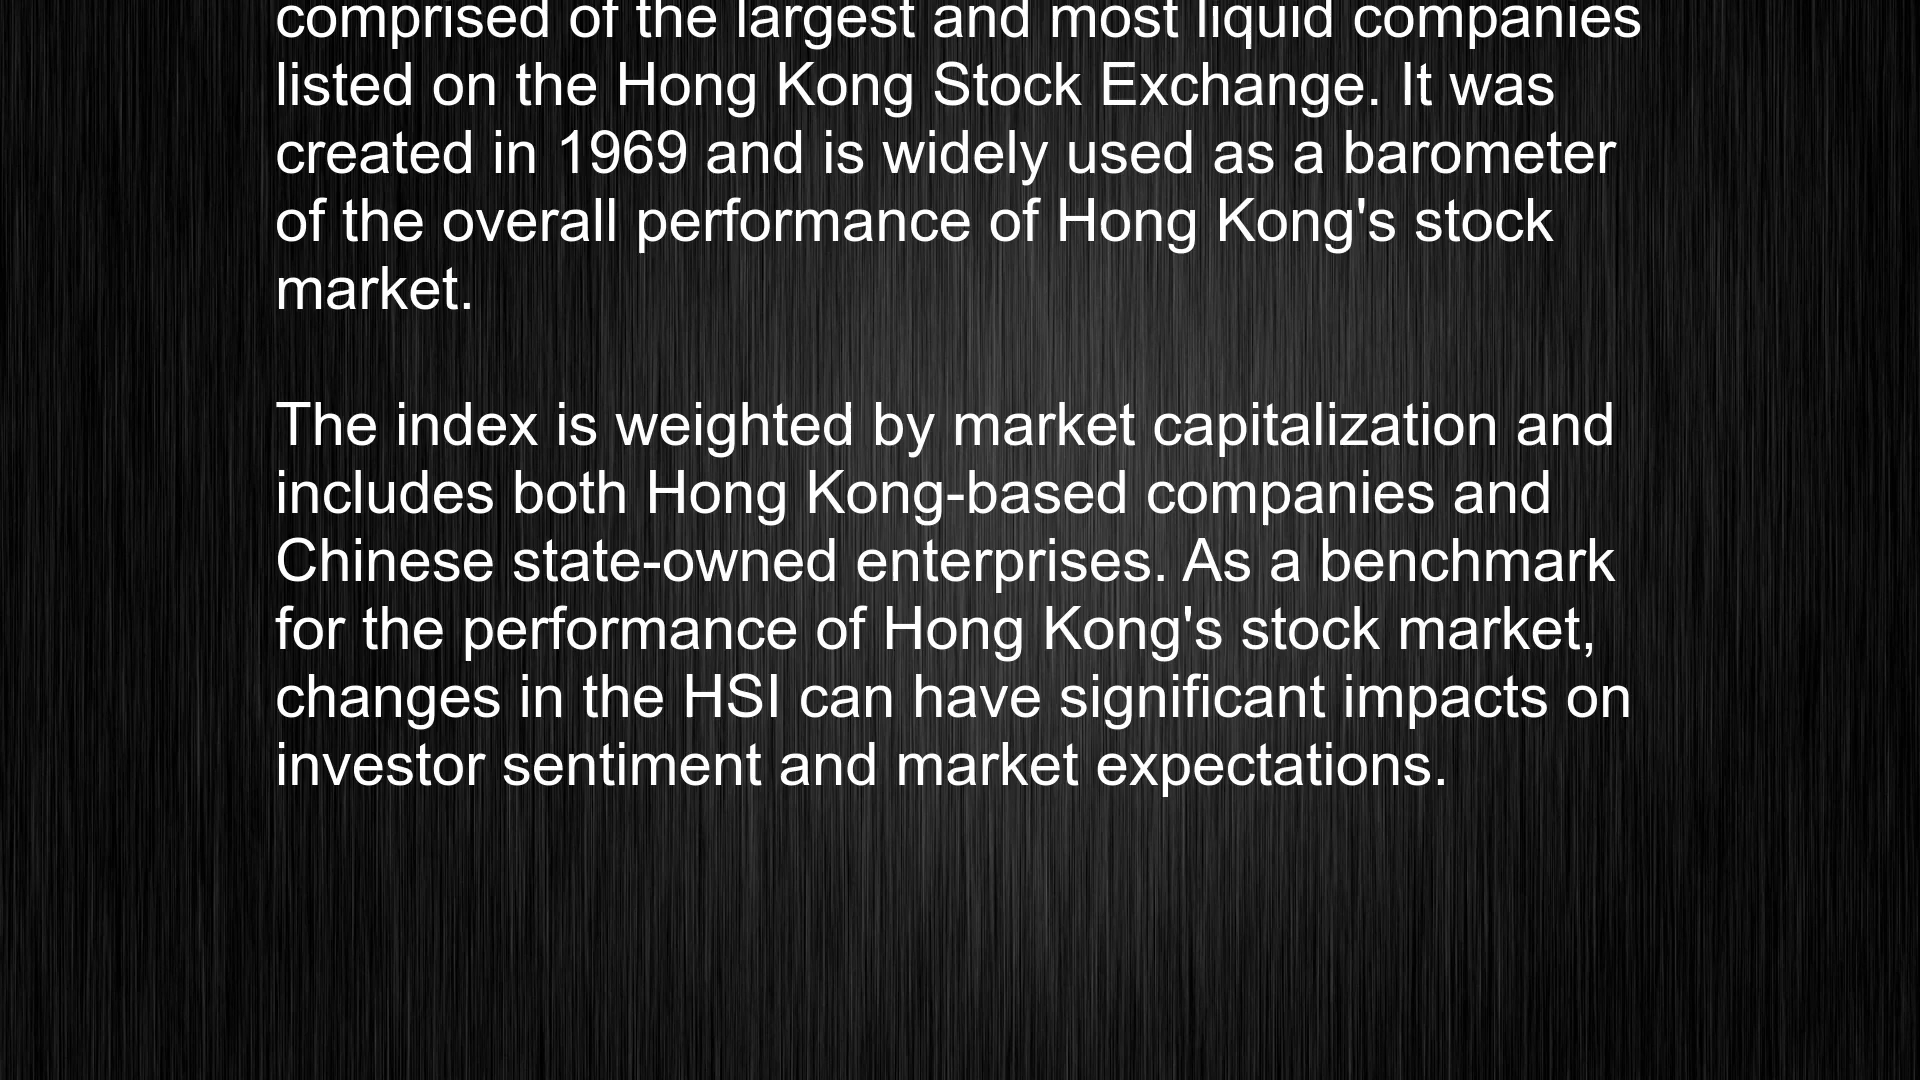 comprised of the largest and most liquid companies
listed on the Hong Kong Stock Exchange. It was
created in 1969 and is widely used as a barometer
of the overall performance of Hong Kong's stock
market.
The index is weighted by market capitalization and
includes both Hong Kong-based companies and
Chinese state-owned enterprises. As a benchmark
for the performance of Hong Kong's stock market,
changes in the HSI can have significant impacts on
investor sentiment and market expectations.